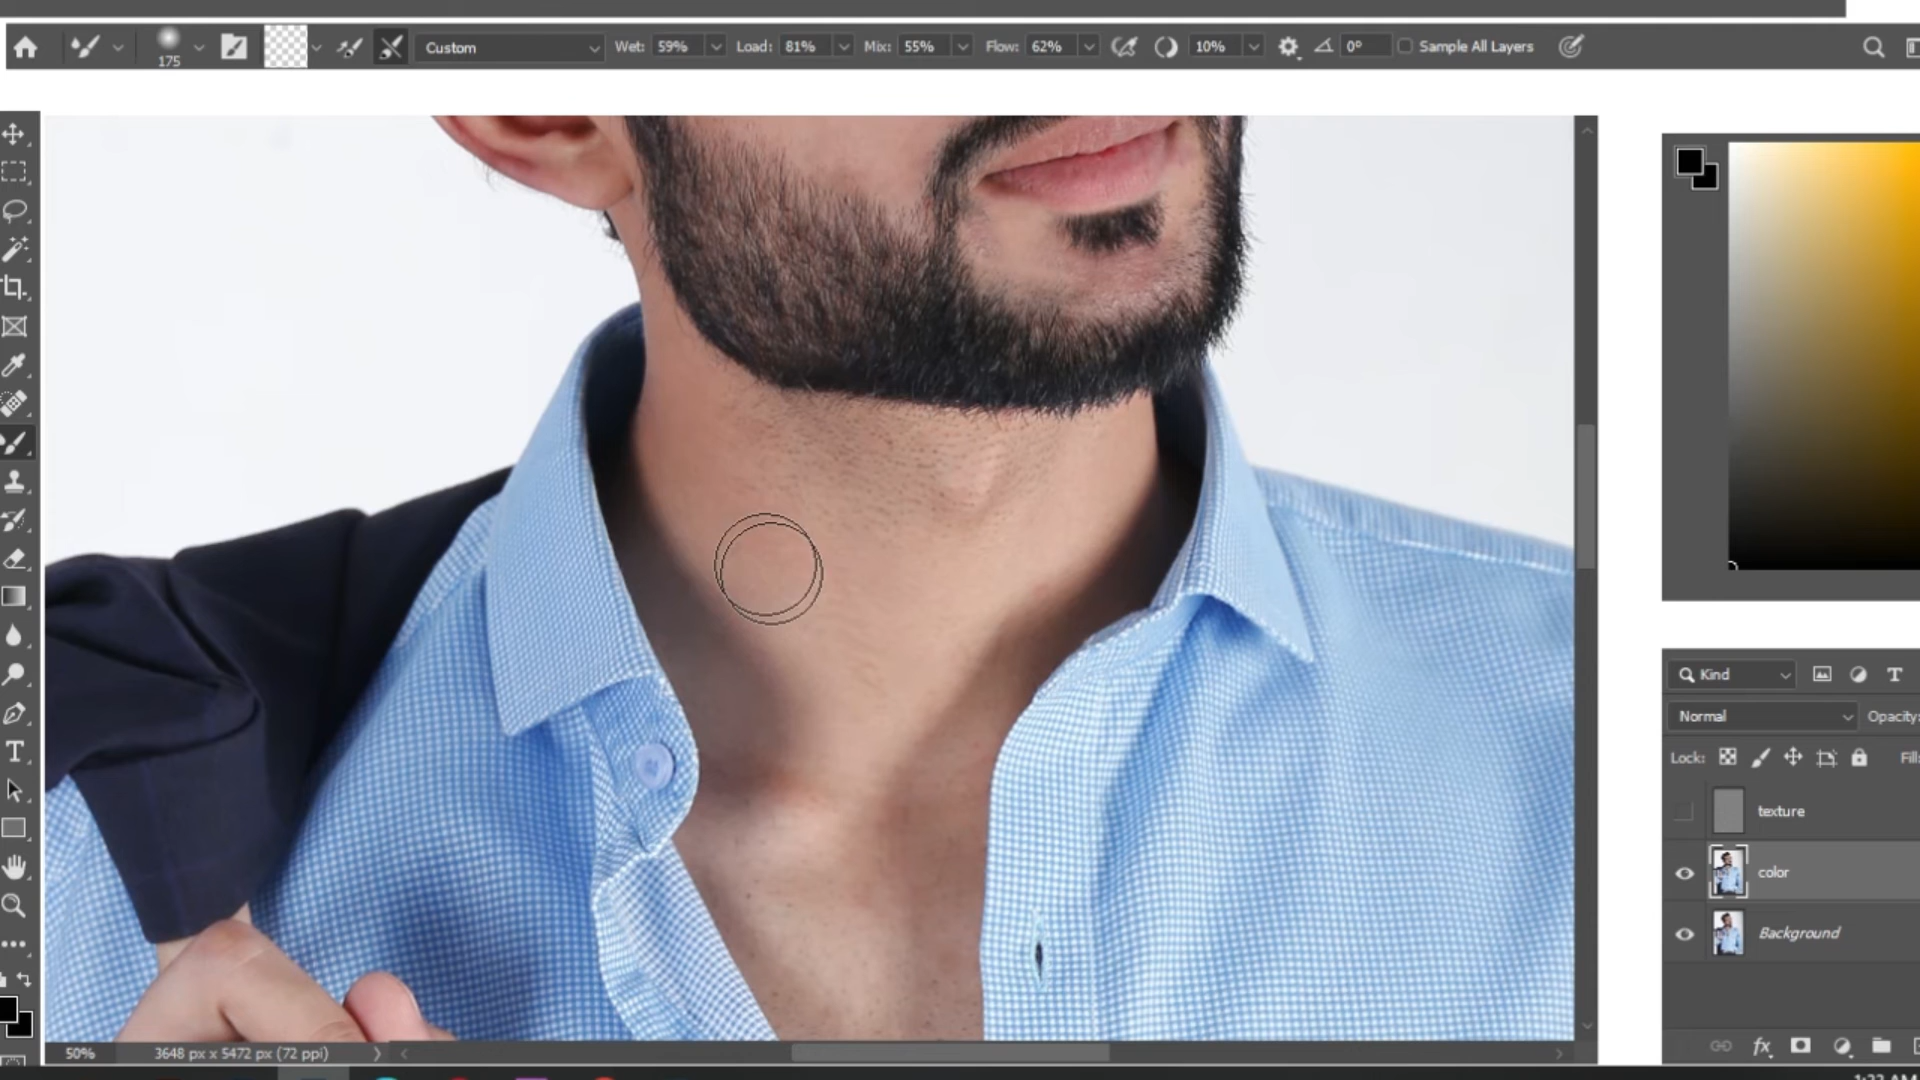 Custom Wet: 59% Load: 81% Mix: 55% Flow: 62% 10% 0° Sample All Layers
175
Kind
Normal Opacity:
Lock: Fill:
texture
color
Background
50% 3648 px x 5472 px (72 ppi)